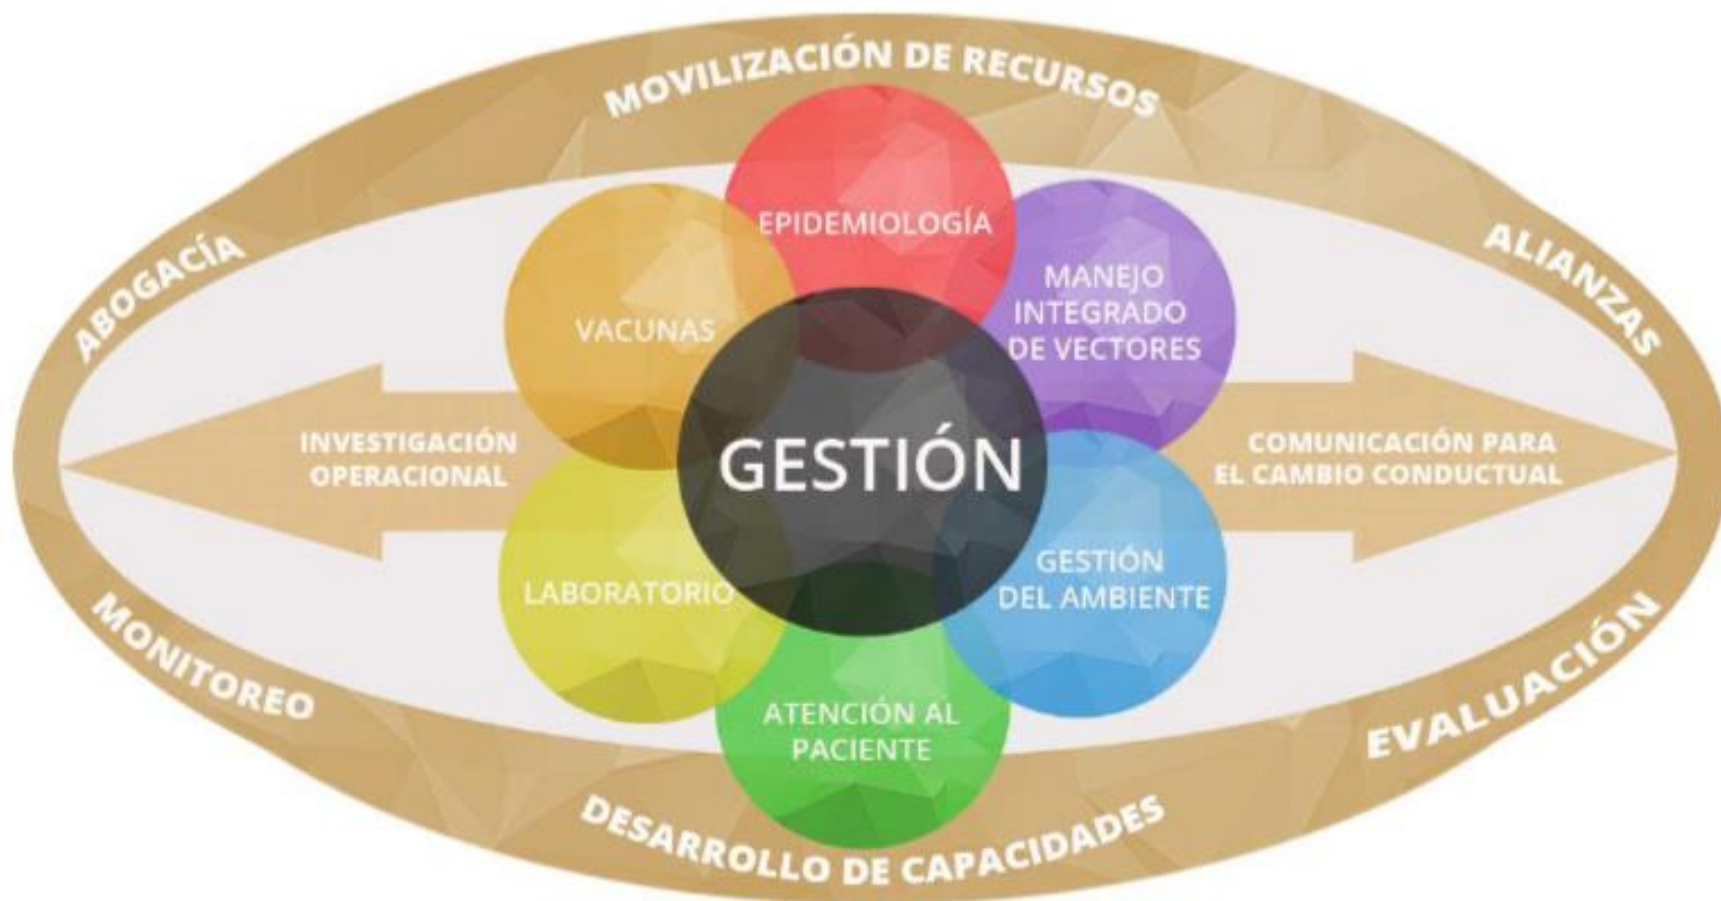 MOVILIZACIÓN DE RECURSOS
ABOGACÍA
ALIANZAS
EPIDEMIOLOGÍA
VACUNAS
MANEJO
INTEGRADO
DE VECTORES
INVESTIGACIÓN
OPERACIONAL
GESTIÓN
COMUNICACIÓN PARA
EL CAMBIO CONDUCTUAL
LABORATORIO
GESTIÓN
DEL AMBIENTE
ATENCIÓN AL
PACIENTE
MONITOREO
EVALUACIÓN
DESARROLLO DE CAPACIDADES